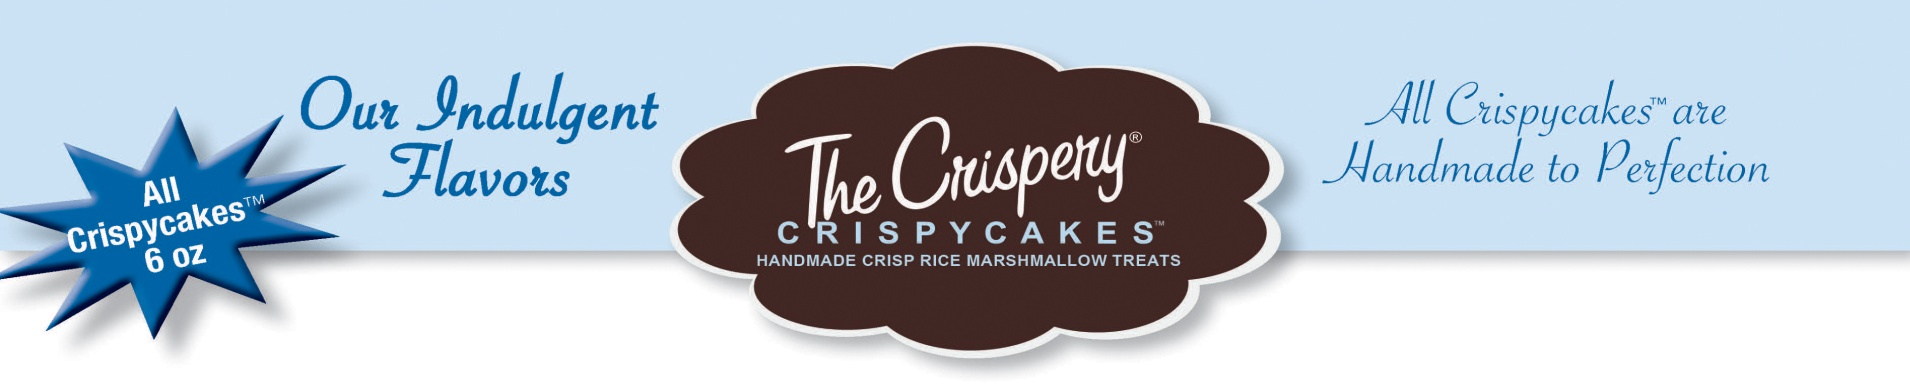 Our Indulgent
Flavors
All
Crispycakes™
6 oz
The Crispery®
CRISPYCAKES™
HANDMADE CRISP RICE MARSHMALLOW TREATS
All Crispycakes™ are
Handmade to Perfection